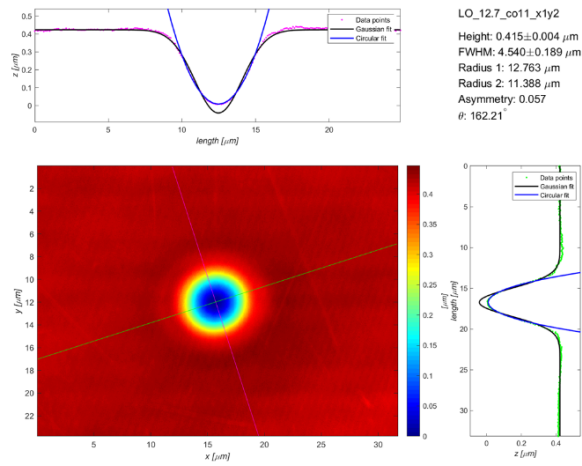 LO_12.7_co11_x1y2
Height: 0.415±0.004 μm
FWHM: 4.540±0.189 μm
Radius 1: 12.763 μm
Radius 2: 11.388 μm
Asymmetry: 0.057
θ: 162.21°
Data points
Gaussian fit
Circular fit
z [μm]
0.5
0.4
0.3
0.2
0.1
0
0 5 10 15 20
length [μm]
y [μm]
0
2
4
6
8
10
12
14
16
18
20
22
5 10 15 20 25 30
x [μm]
0.4
0.35
0.3
0.25
0.2
0.15
0.1
0.05
0
[μm]
Data points
Gaussian fit
Circular fit
length [μm]
0
5
10
15
20
25
30
0 0.2 0.4
z [μm]